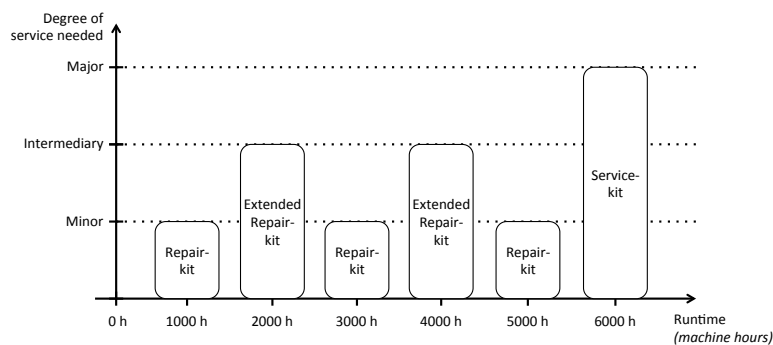 Degree of
service needed
Major
Intermediary
Minor
Repair-
kit
Extended
Repair-
kit
Repair-
kit
Extended
Repair-
kit
Repair-
kit
Service-
kit
0 h
1000 h
2000 h
3000 h
4000 h
5000 h
6000 h
Runtime
(machine hours)